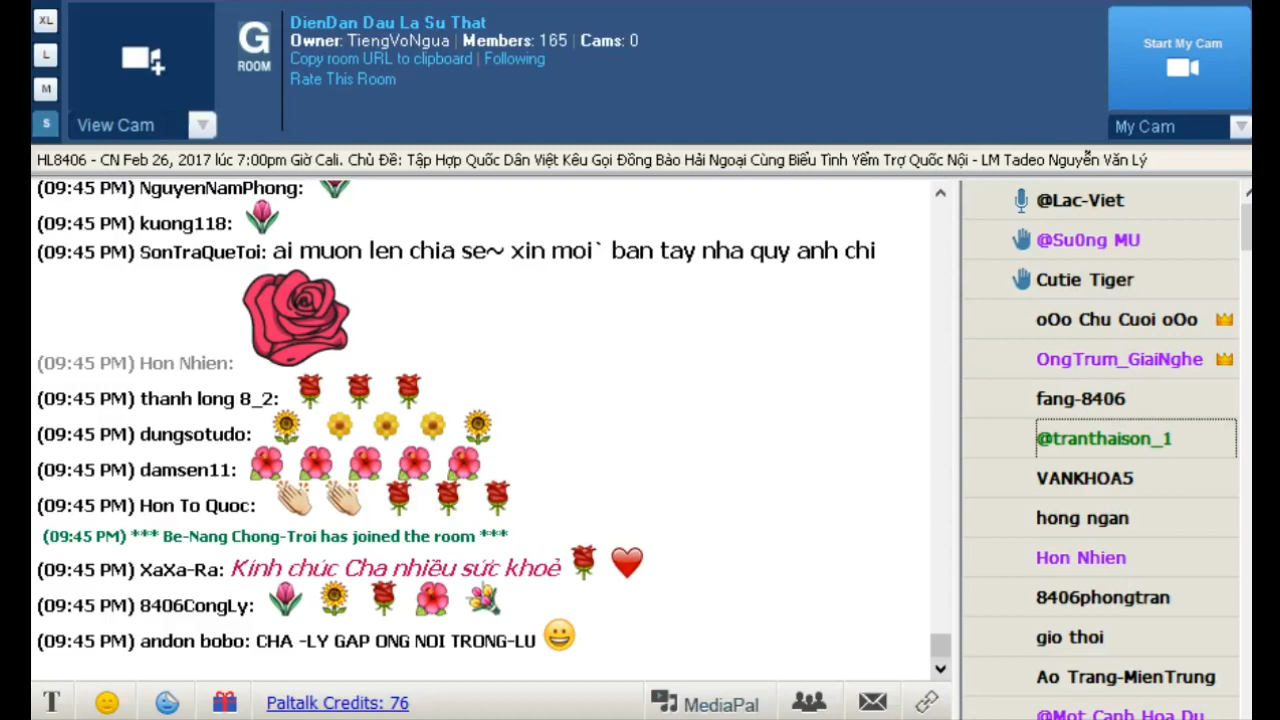 XL
L
M
S
View Cam
G
ROOM
DienDan Dau La Su That
Owner: TiengVoNgua | Members: 165 | Cams: 0
Copy room URL to clipboard | Following
Rate This Room
Start My Cam
My Cam
HL8406 - CN Feb 26, 2017 lúc 7:00pm Giờ Cali. Chủ Đề: Tập Hợp Quốc Dân Việt Kêu Gọi Đồng Bào Hải Ngoại Cùng Biểu Tình Yểm Trợ Quốc Nội - LM Tadeo Nguyễn Văn Lý
(09:45 PM) NguyenNamPhong:
(09:45 PM) kuong118:
(09:45 PM) SonTraQueToi: ai muon len chia se~ xin moi` ban tay nha quy anh chi
(09:45 PM) Hon Nhien:
(09:45 PM) thanh long 8_2:
(09:45 PM) dungsotudo:
(09:45 PM) damsen11:
(09:45 PM) Hon To Quoc:
(09:45 PM) *** Be-Nang Chong-Troi has joined the room ***
(09:45 PM) XaXa-Ra: Kính chúc Cha nhiều sức khoẻ
(09:45 PM) 8406CongLy:
(09:45 PM) andon bobo: CHA -LY GAP ONG NOI TRONG-LU
@Lac-Viet
@Su0ng MU
Cutie Tiger
oOo Chu Cuoi oOo
OngTrum_GiaiNghe
fang-8406
@tranthaison_1
VANKHOA5
hong ngan
Hon Nhien
8406phongtran
gio thoi
Ao Trang-MienTrung
@Mot Canh Hoa Du
T
Paltalk Credits: 76
MediaPal